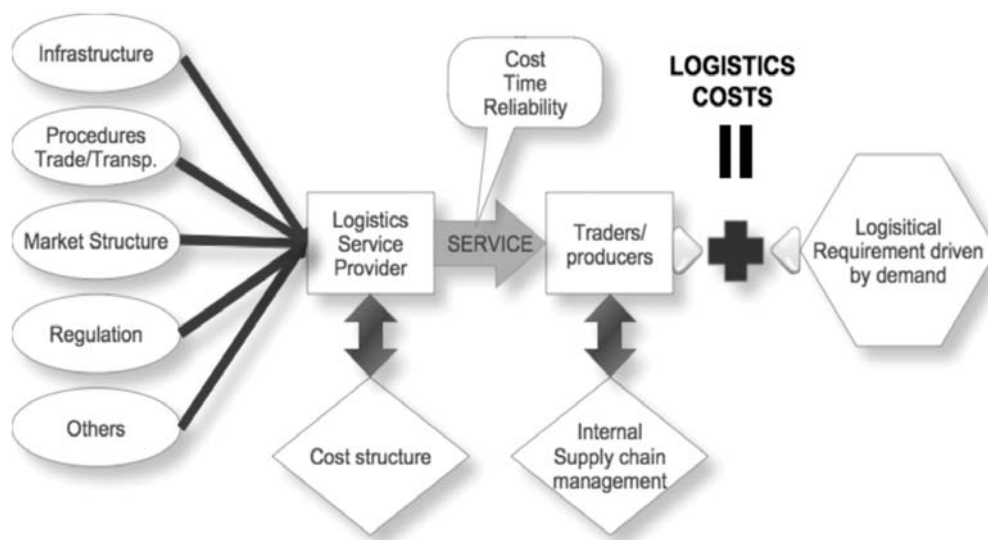 Infrastructure
Procedures
Trade/Transp.
Market Structure
Regulation
Others
Logistics
Service
Provider
Cost structure
Cost
Time
Reliability
SERVICE
Traders/
producers
Internal
Supply chain
management
LOGISTICS
COSTS
Logisitical
Requirement driven
by demand